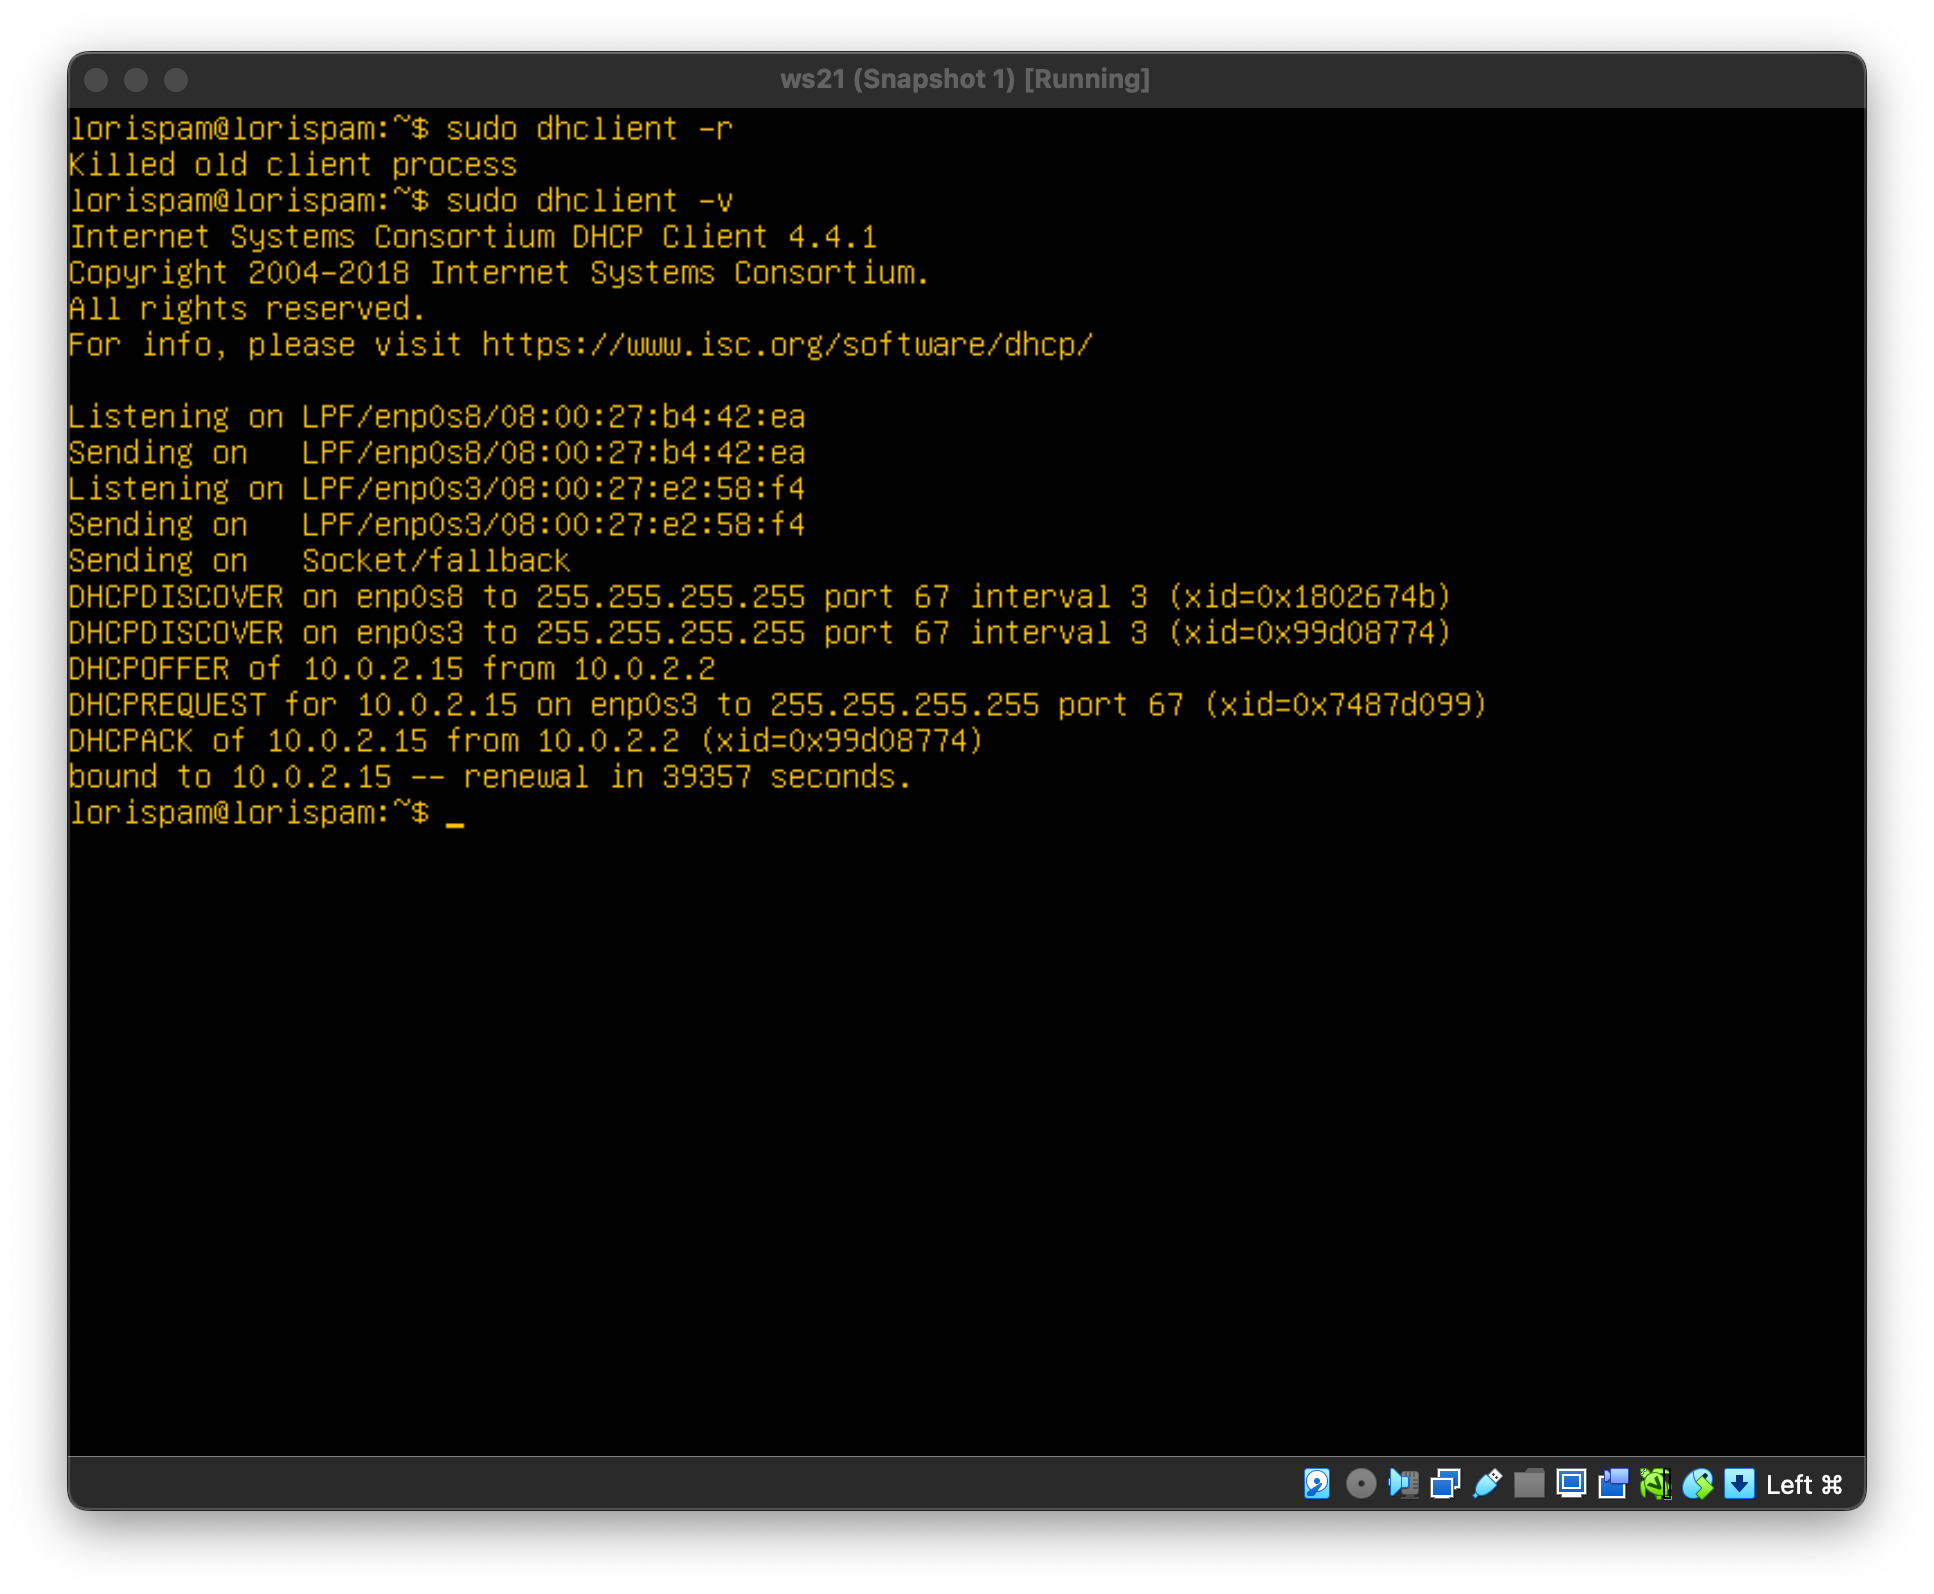 ws21 (Snapshot 1) [Running]
lorispam@lorispam:~$ sudo dhclient -r
Killed old client process
lorispam@lorispam:~$ sudo dhclient -v
Internet Systems Consortium DHCP Client 4.4.1
Copyright 2004-2018 Internet Systems Consortium.
All rights reserved.
For info, please visit https://www.isc.org/software/dhcp/

Listening on LPF/enp0s8/08:00:27:b4:42:ea
Sending on   LPF/enp0s8/08:00:27:b4:42:ea
Listening on LPF/enp0s3/08:00:27:e2:58:f4
Sending on   LPF/enp0s3/08:00:27:e2:58:f4
Sending on   Socket/fallback
DHCPDISCOVER on enp0s8 to 255.255.255.255 port 67 interval 3 (xid=0x1802674b)
DHCPDISCOVER on enp0s3 to 255.255.255.255 port 67 interval 3 (xid=0x99d08774)
DHCPOFFER of 10.0.2.15 from 10.0.2.2
DHCPREQUEST for 10.0.2.15 on enp0s3 to 255.255.255.255 port 67 (xid=0x7487d099)
DHCPACK of 10.0.2.15 from 10.0.2.2 (xid=0x99d08774)
bound to 10.0.2.15 -- renewal in 39357 seconds.
lorispam@lorispam:~$ _
Left ⌘